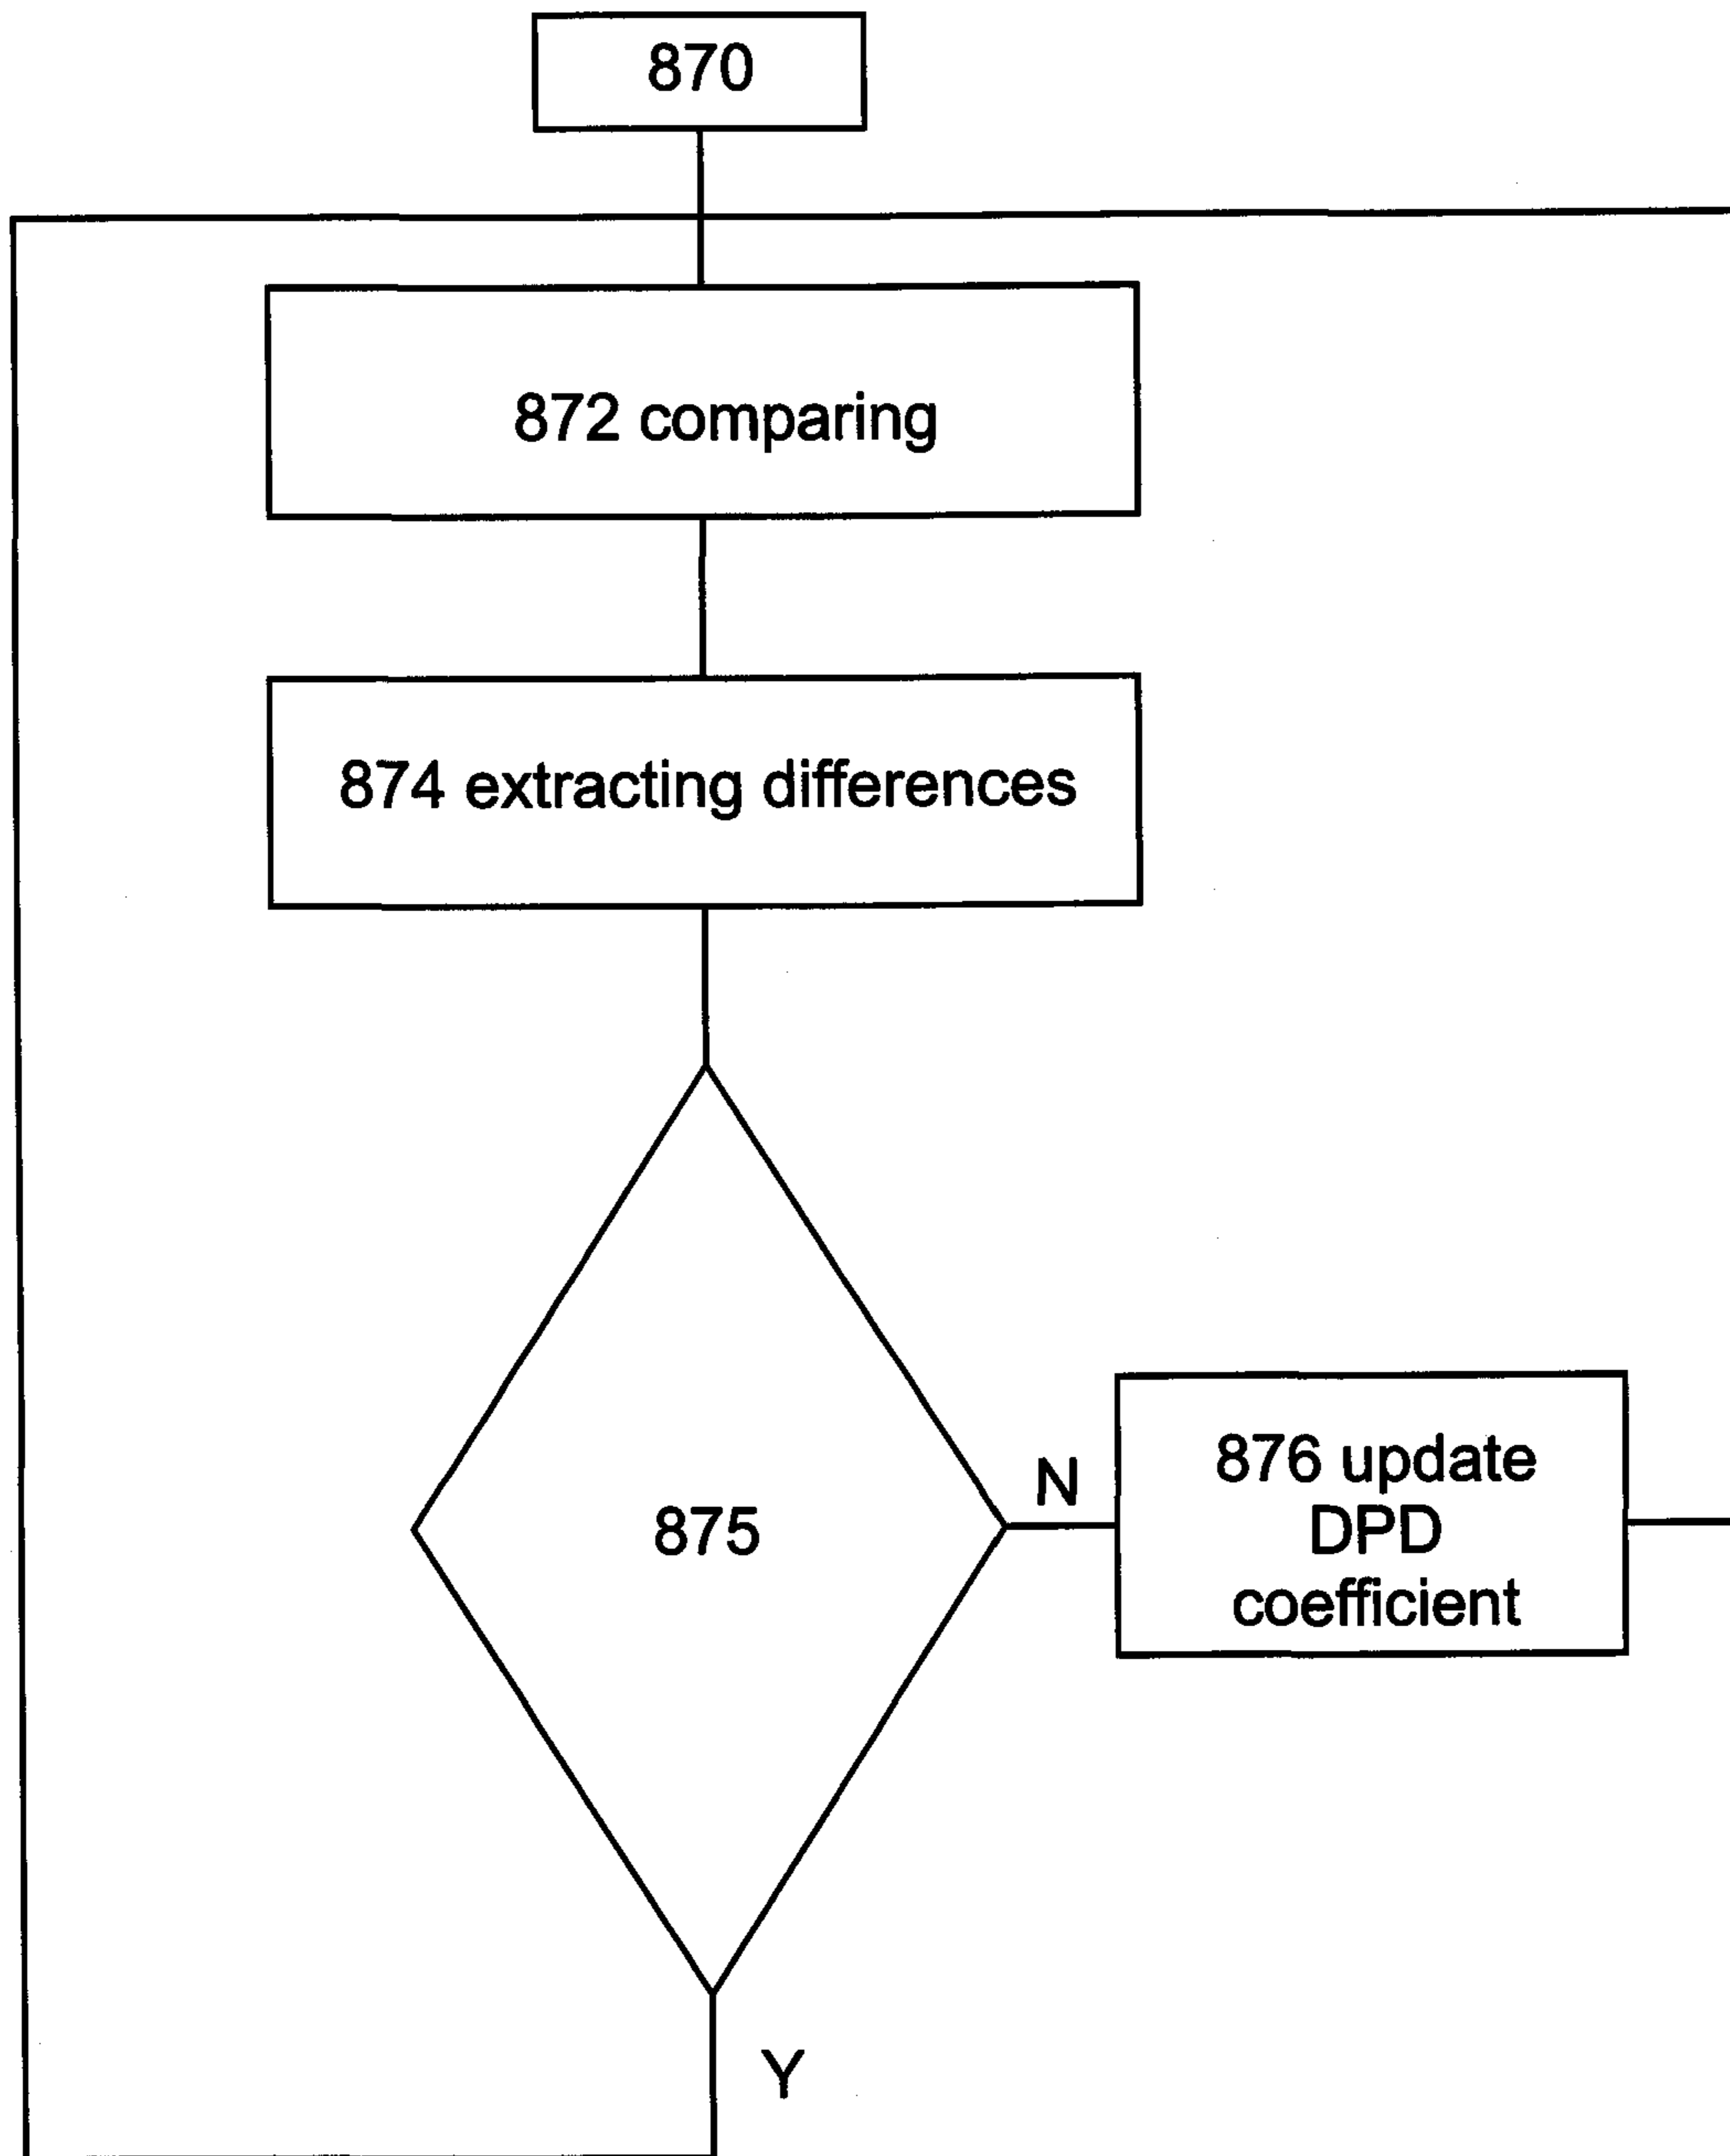 870
872 comparing
874 extracting differences
875
N
876 update
DPD
coefficient
Y